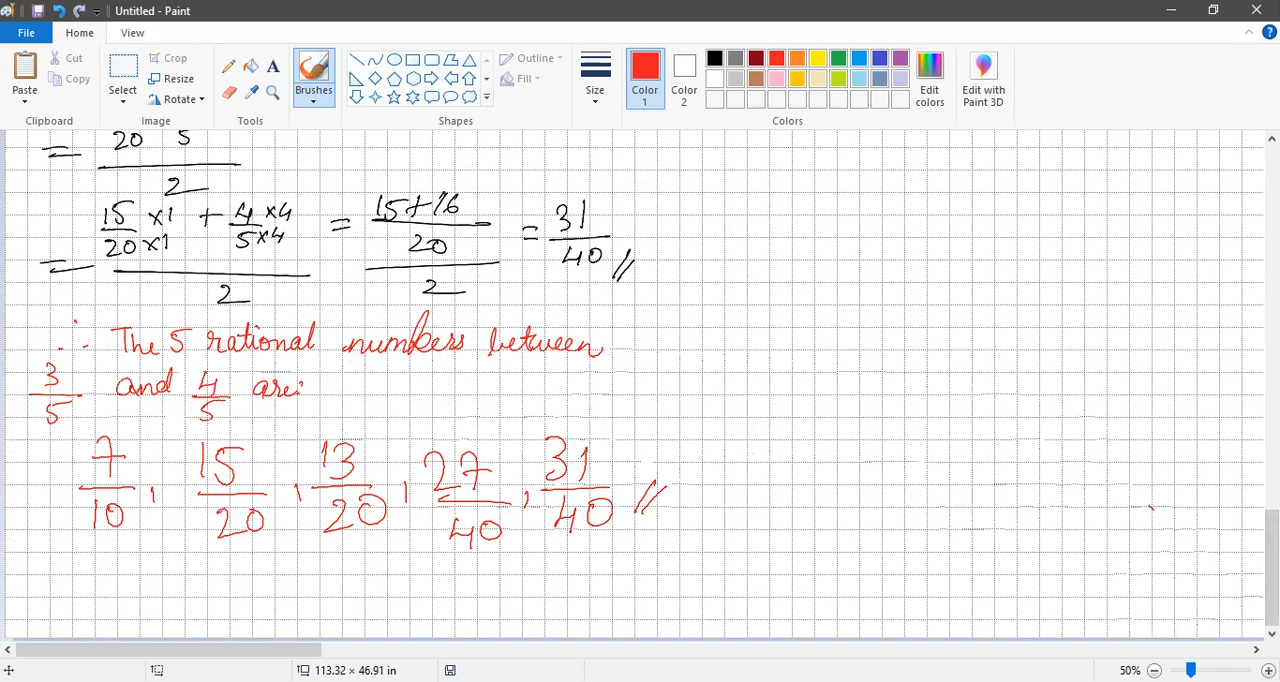 Untitled - Paint
File Home View
Paste Cut Copy Clipboard
Select Crop Resize Rotate Image
Tools
Brushes
Outline Fill Shapes
Size
Color 1 Color 2 Edit colors Colors
Edit with Paint 3D
= 20 5
2
= 15×1/20×1 + 4×4/5×4 = 15+16/20 = 31/40 //
2 2
∴ The 5 rational numbers between
3/5 and 4/5 are:
7/10, 15/20, 13/20, 27/40, 31/40 //
113.32 × 46.91 in 50%